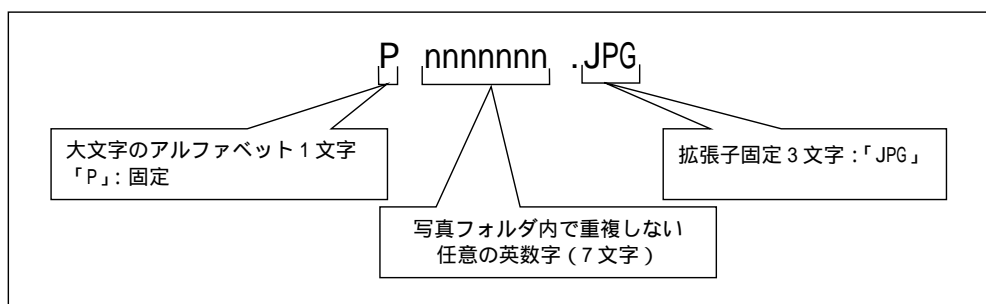 P nnnnnnn .JPG
大文字のアルファベット1文字
「P」：固定
拡張子固定3文字：「JPG」
写真フォルダ内で重複しない
任意の英数字（7文字）